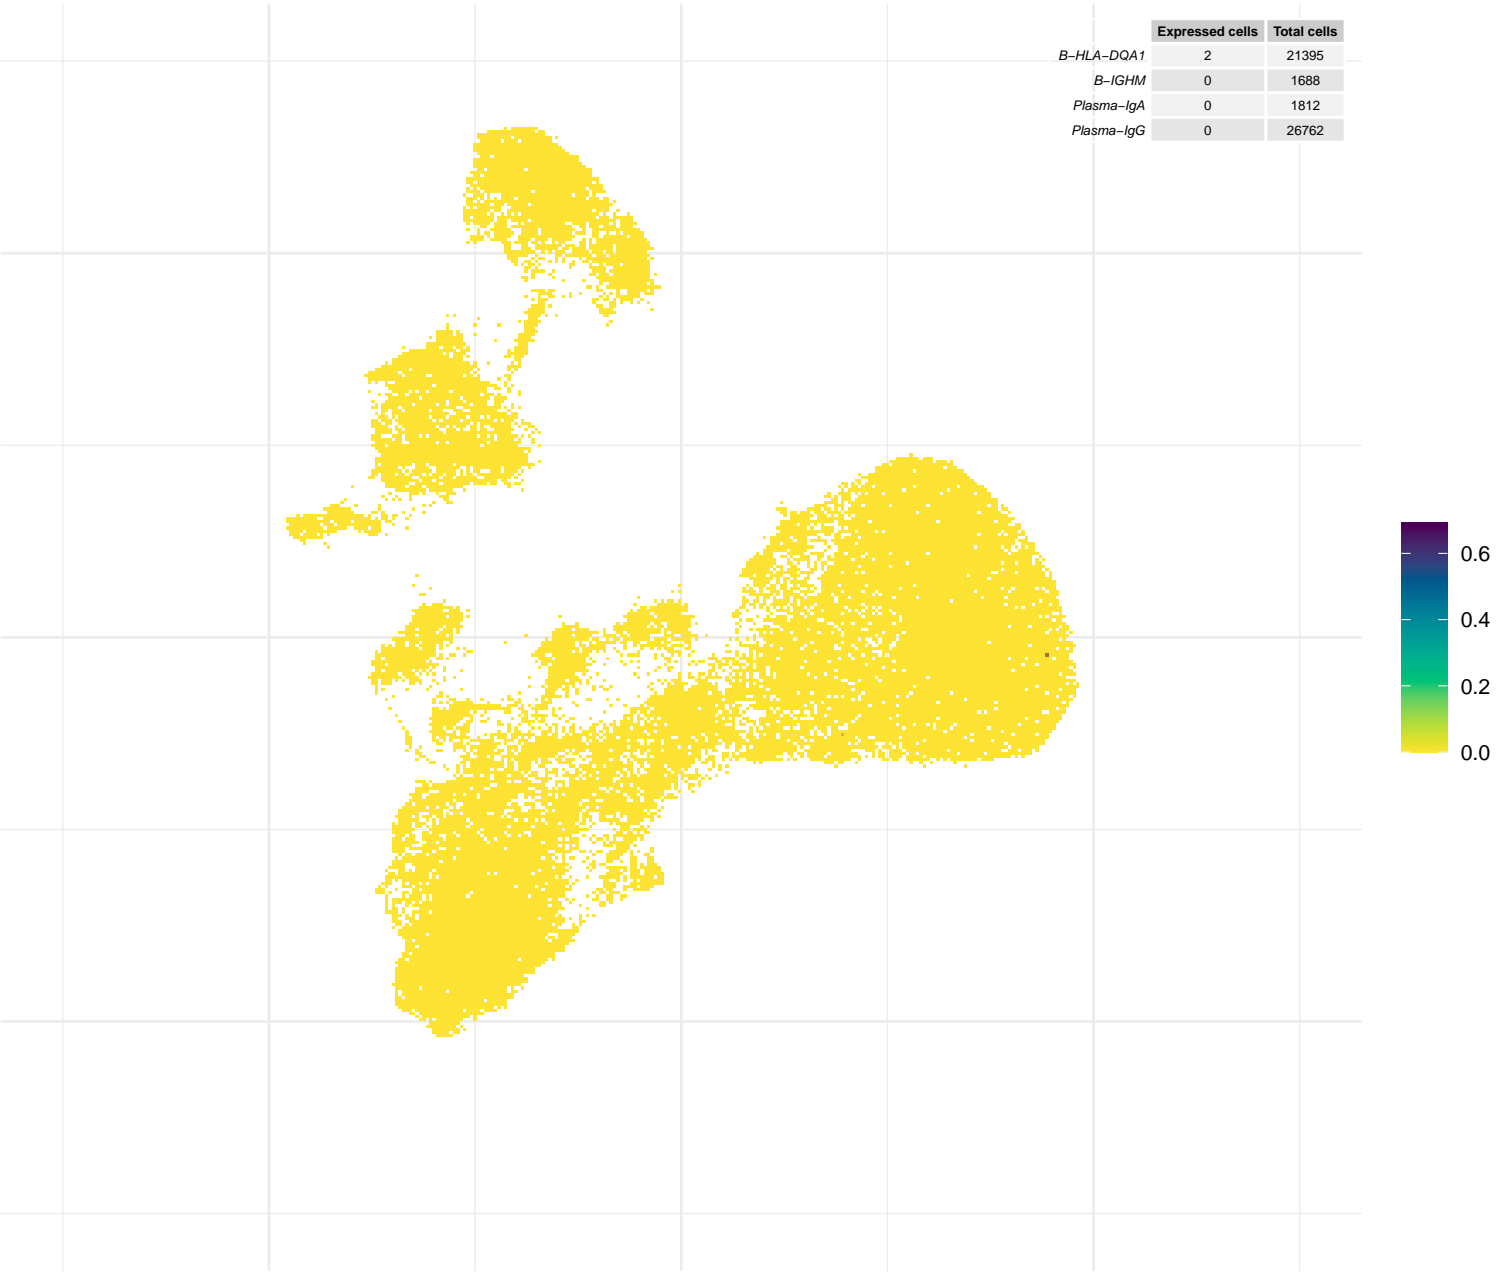 Expressed cells Total cells
B-HLA-DQA1 2 21395
B-IGHM 0 1688
Plasma-IgA 0 1812
Plasma-IgG 0 26762
0.6
0.4
0.2
0.0